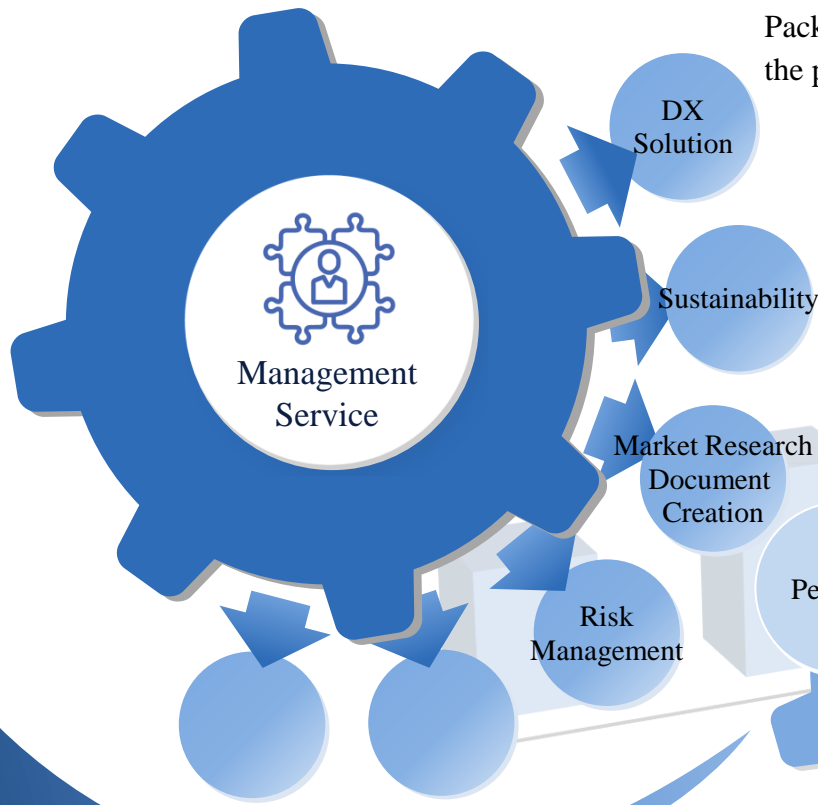 Pack
the p
DX
Solution
Sustainability
Management
Service
Market Research
Document
Creation
Pe
Risk
Management